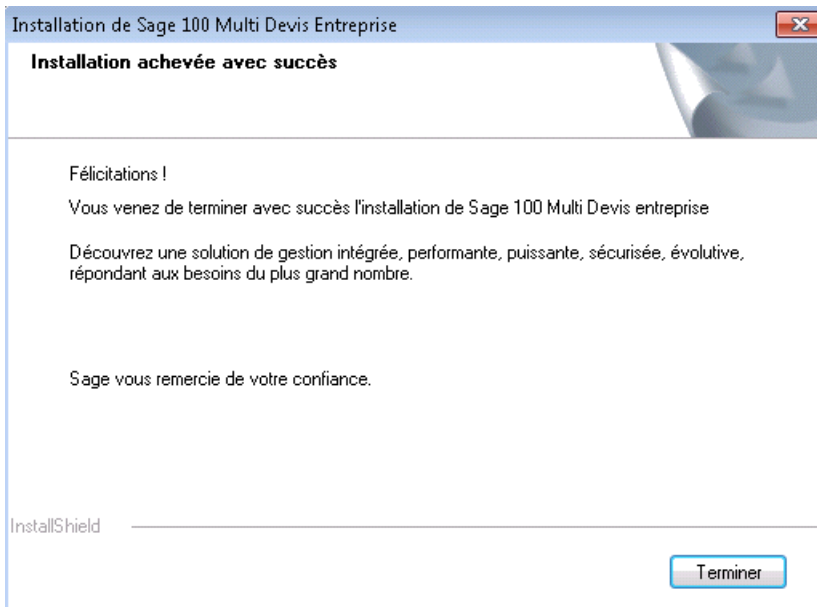 Installation de Sage 100 Multi Devis Entreprise
Installation achevée avec succès
Félicitations !
Vous venez de terminer avec succès l'installation de Sage 100 Multi Devis entreprise
Découvrez une solution de gestion intégrée, performante, puissante, sécurisée, évolutive,
répondant aux besoins du plus grand nombre.
Sage vous remercie de votre confiance.
InstallShield
Terminer